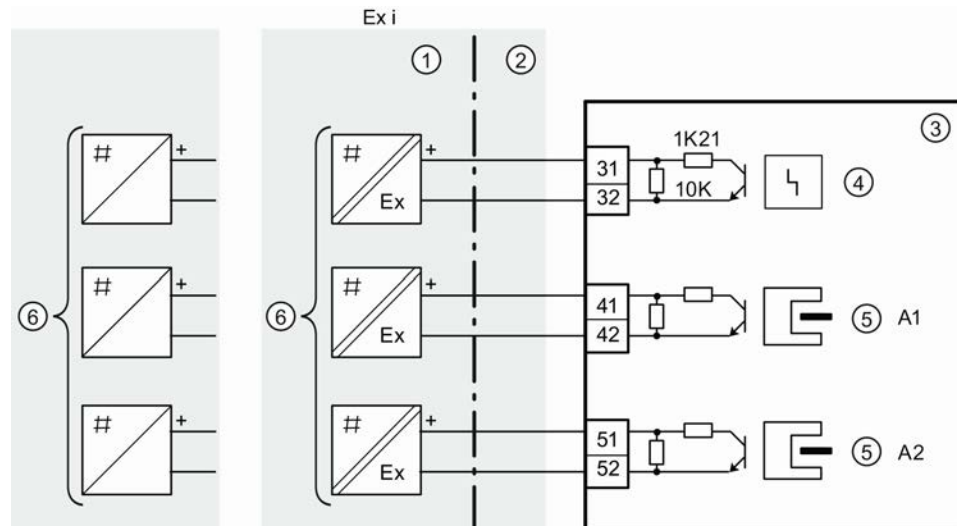 Ex i
① ②
③
# + # + 31 1K21
Ex 32 10K ④
⑥ # + ⑥ # + 41
Ex 42 ⑤ A1
# + # + 51
Ex 52 ⑤ A2